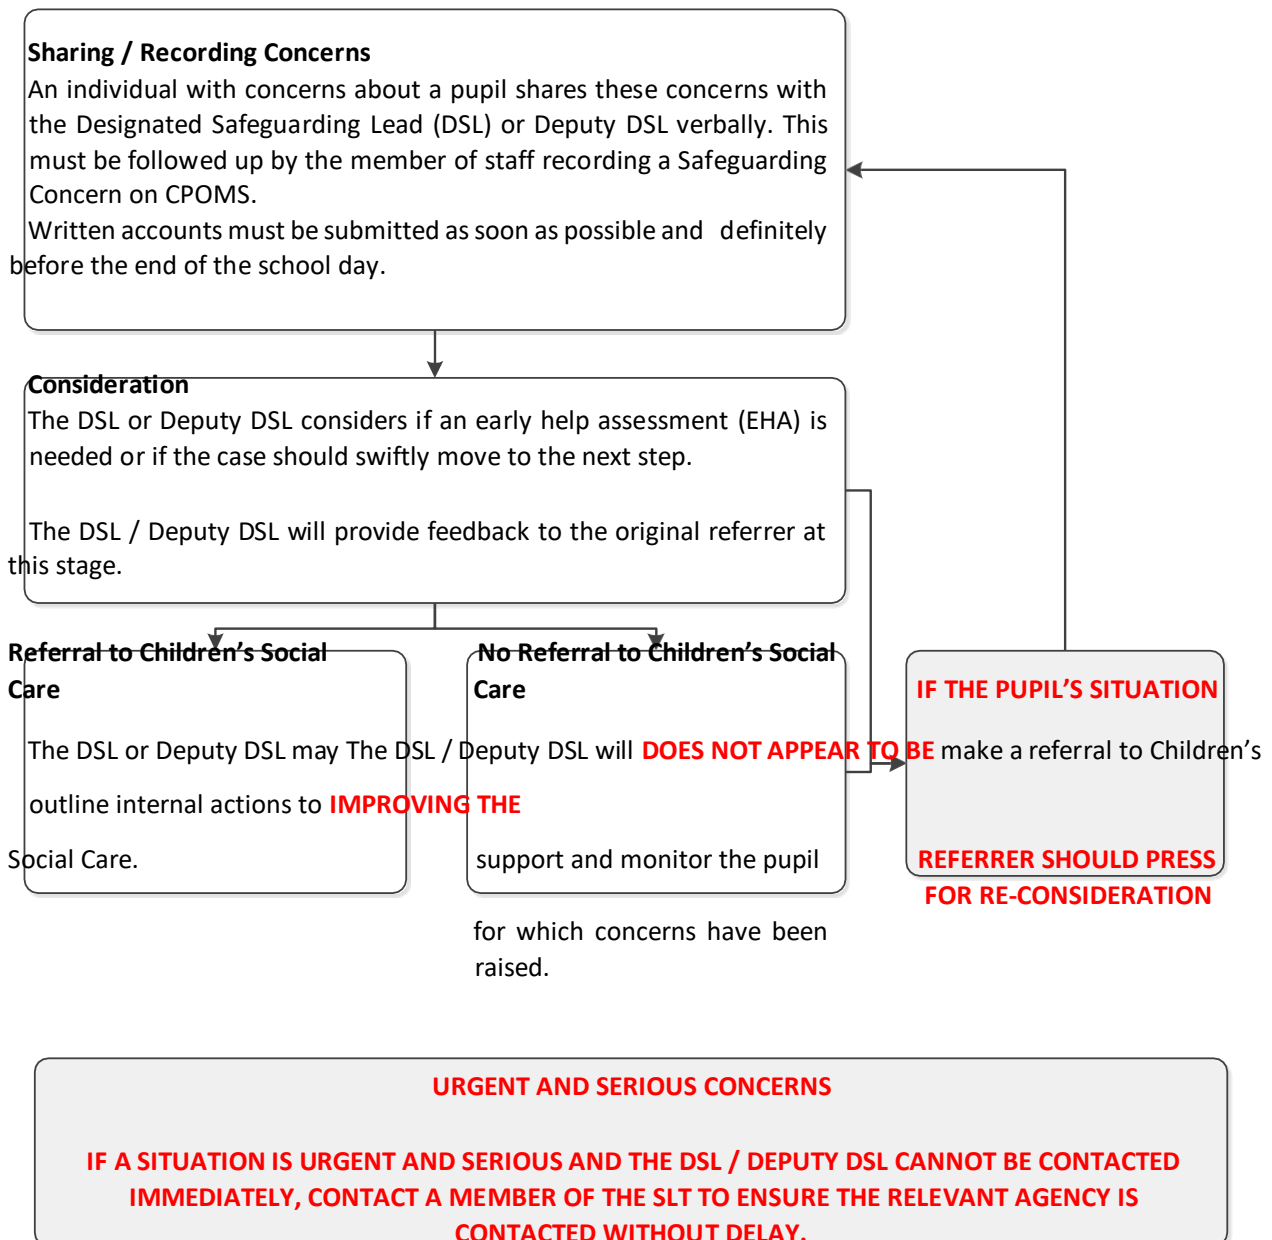 Sharing / Recording Concerns
An individual with concerns about a pupil shares these concerns with
the Designated Safeguarding Lead (DSL) or Deputy DSL verbally. This
must be followed up by the member of staff recording a Safeguarding
Concern on CPOMS.
Written accounts must be submitted as soon as possible and definitely
before the end of the school day.
Consideration
The DSL or Deputy DSL considers if an early help assessment (EHA) is
needed or if the case should swiftly move to the next step.
The DSL / Deputy DSL will provide feedback to the original referrer at
this stage.
Referral to Children's Social
Care
No Referral to Children's Social
Care
IF THE PUPIL'S SITUATION
The DSL or Deputy DSL may The DSL / Deputy DSL will DOES NOT APPEAR TO BE make a referral to Children's
outline internal actions to IMPROVING THE
Social Care.
support and monitor the pupil
REFERRER SHOULD PRESS
FOR RE-CONSIDERATION
for which concerns have been
raised.
URGENT AND SERIOUS CONCERNS
IF A SITUATION IS URGENT AND SERIOUS AND THE DSL / DEPUTY DSL CANNOT BE CONTACTED
IMMEDIATELY, CONTACT A MEMBER OF THE SLT TO ENSURE THE RELEVANT AGENCY IS
CONTACTED WITHOUT DELAY.